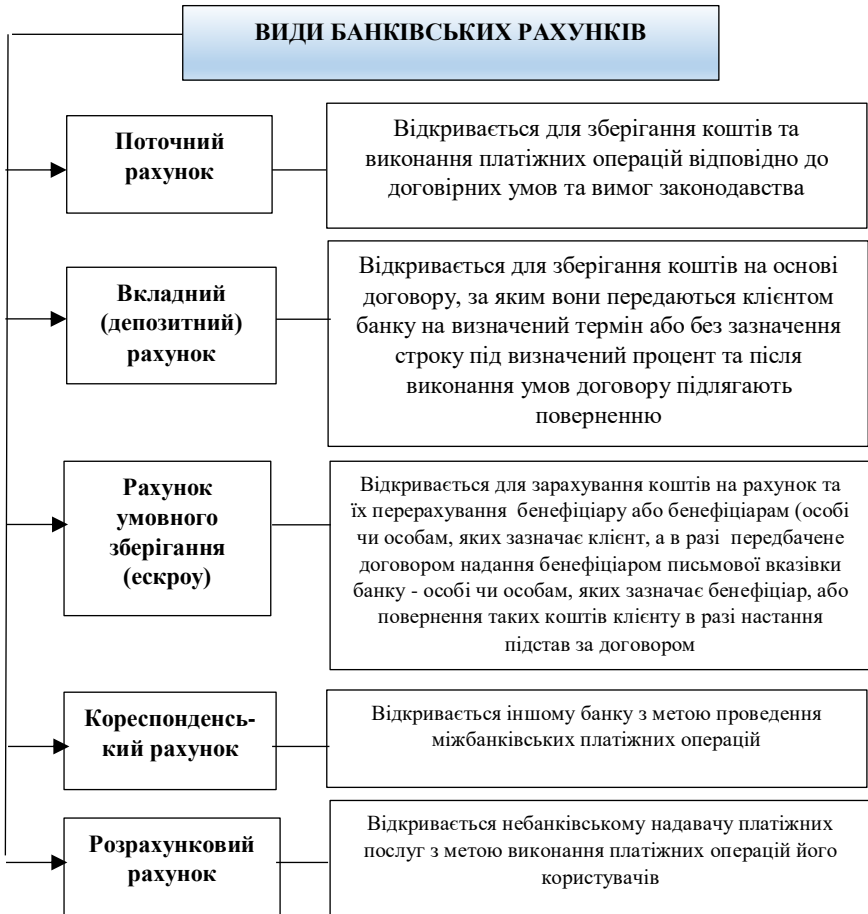 ВИДИ БАНКІВСЬКИХ РАХУНКІВ
Поточний
рахунок
Відкривається для зберігання коштів та
виконання платіжних операцій відповідно до
договірних умов та вимог законодавства
Вкладний
(депозитний)
рахунок
Відкривається для зберігання коштів на основі
договору, за яким вони передаються клієнтом
банку на визначений термін або без зазначення
строку під визначений процент та після
виконання умов договору підлягають
поверненню
Рахунок
умовного
зберігання
(ескроу)
Відкривається для зарахування коштів на рахунок та
їх перерахування бенефіціару або бенефіціарам (особі
чи особам, яких зазначає клієнт, а в разі передбачене
договором надання бенефіціаром письмової вказівки
банку - особі чи особам, яких зазначає бенефіціар, або
повернення таких коштів клієнту в разі настання
підстав за договором
Кореспонденсь-
кий рахунок
Відкривається іншому банку з метою проведення
міжбанківських платіжних операцій
Розрахунковий
рахунок
Відкривається небанківському надавачу платіжних
послуг з метою виконання платіжних операцій його
користувачів